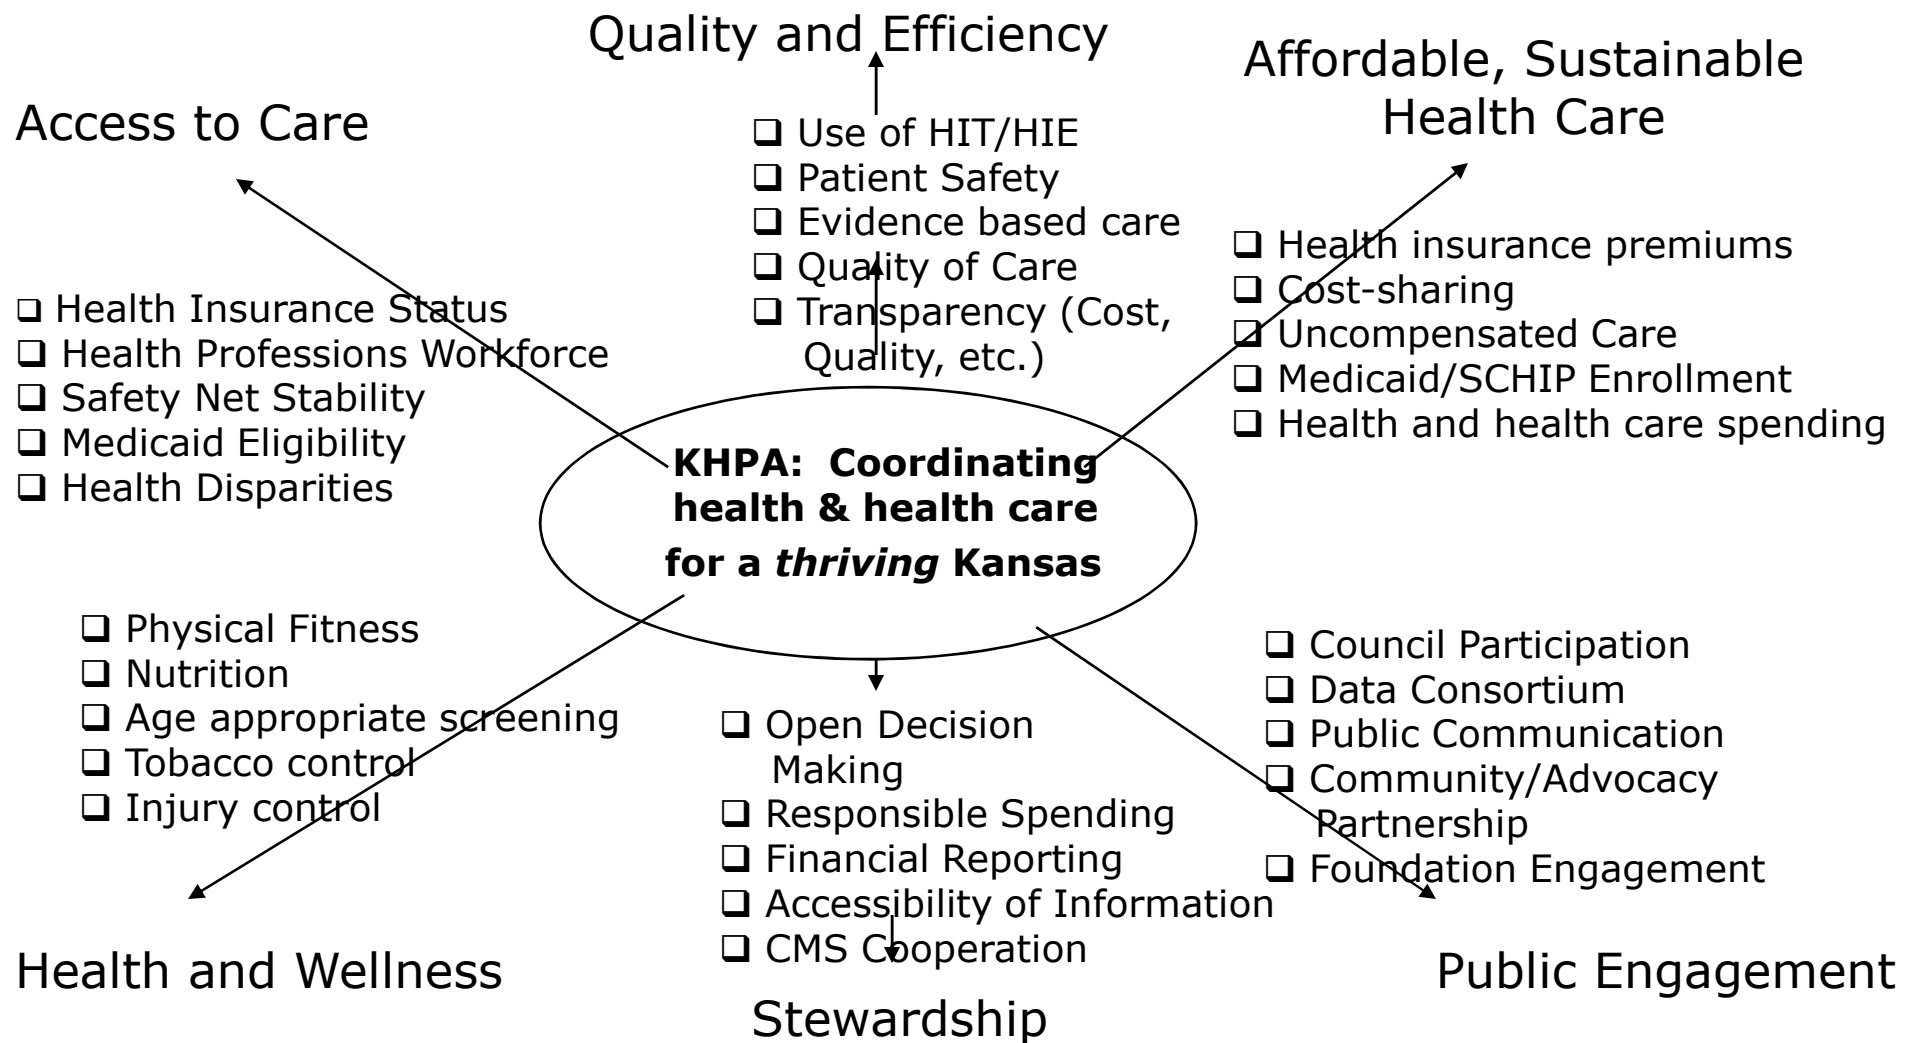 Quality and Efficiency
❑ Use of HIT/HIE
❑ Patient Safety
❑ Evidence based care
❑ Quality of Care
❑ Transparency (Cost,
Quality, etc.)
Affordable, Sustainable
Health Care
❑ Health insurance premiums
❑ Cost-sharing
❑ Uncompensated Care
❑ Medicaid/SCHIP Enrollment
❑ Health and health care spending
Access to Care
❑ Health Insurance Status
❑ Health Professions Workforce
❑ Safety Net Stability
❑ Medicaid Eligibility
❑ Health Disparities
KHPA: Coordinating
health & health care
for a thriving Kansas
❑ Physical Fitness
❑ Nutrition
❑ Age appropriate screening
❑ Tobacco control
❑ Injury control
Health and Wellness
❑ Open Decision
Making
❑ Responsible Spending
❑ Financial Reporting
❑ Accessibility of Information
❑ CMS Cooperation
Stewardship
❑ Council Participation
❑ Data Consortium
❑ Public Communication
❑ Community/Advocacy
Partnership
❑ Foundation Engagement
Public Engagement